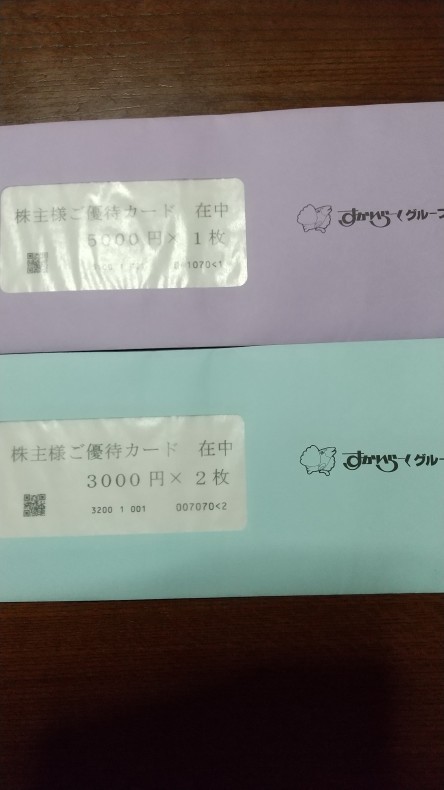 株主様ご優待カード 在中
5000円×1枚
1070<1
すかいらーくグループ
株主様ご優待カード 在中
3000円×2枚
3200 1 001 007070<2
すかいらーくグルー